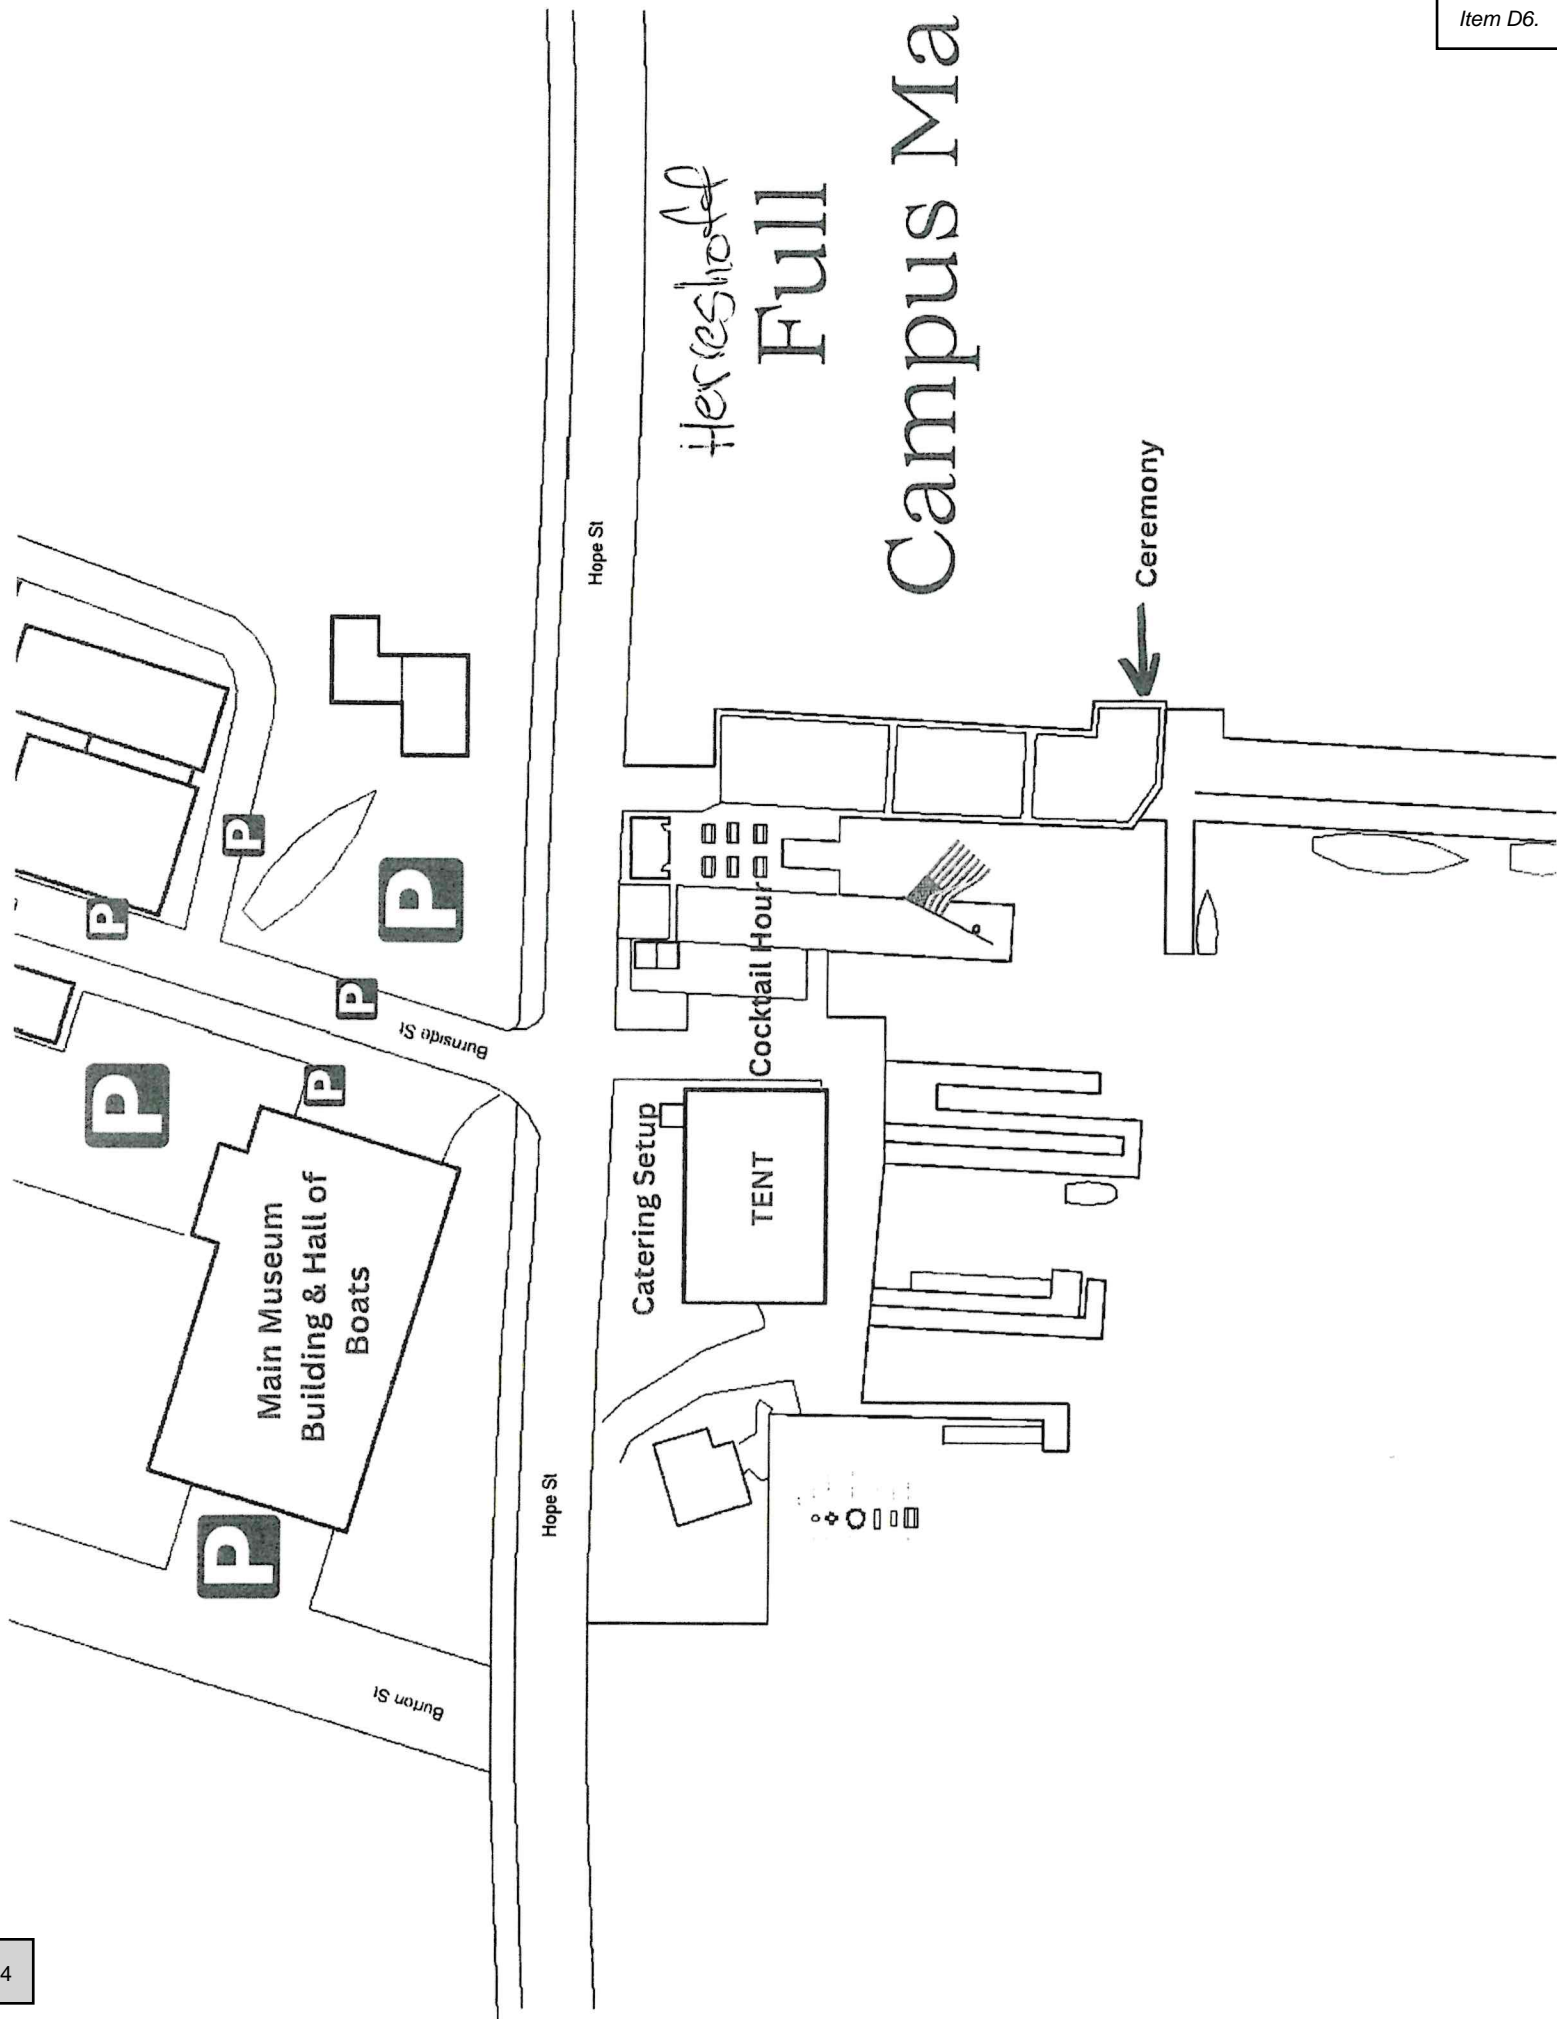 Item D6.
Herreshoff
Full
Campus Ma
Hope St
Ceremony
P
P
P
P
Burnside St
P
P
Cocktail Hour
Catering Setup
TENT
Main Museum
Building & Hall of
Boats
P
Hope St
Burton St
4